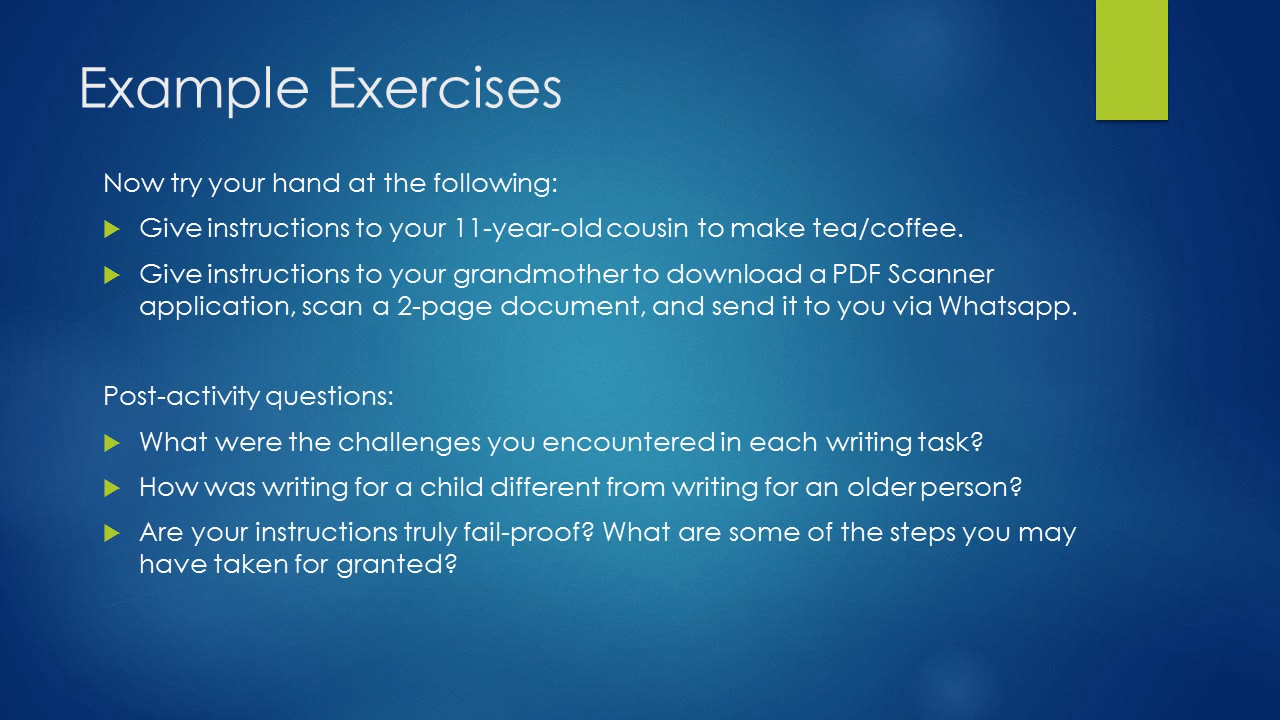 Example Exercises
Now try your hand at the following:
Give instructions to your 11-year-old cousin to make tea/coffee.
Give instructions to your grandmother to download a PDF Scanner
application, scan a 2-page document, and send it to you via Whatsapp.
Post-activity questions:
What were the challenges you encountered in each writing task?
How was writing for a child different from writing for an older person?
Are your instructions truly fail-proof? What are some of the steps you may
have taken for granted?